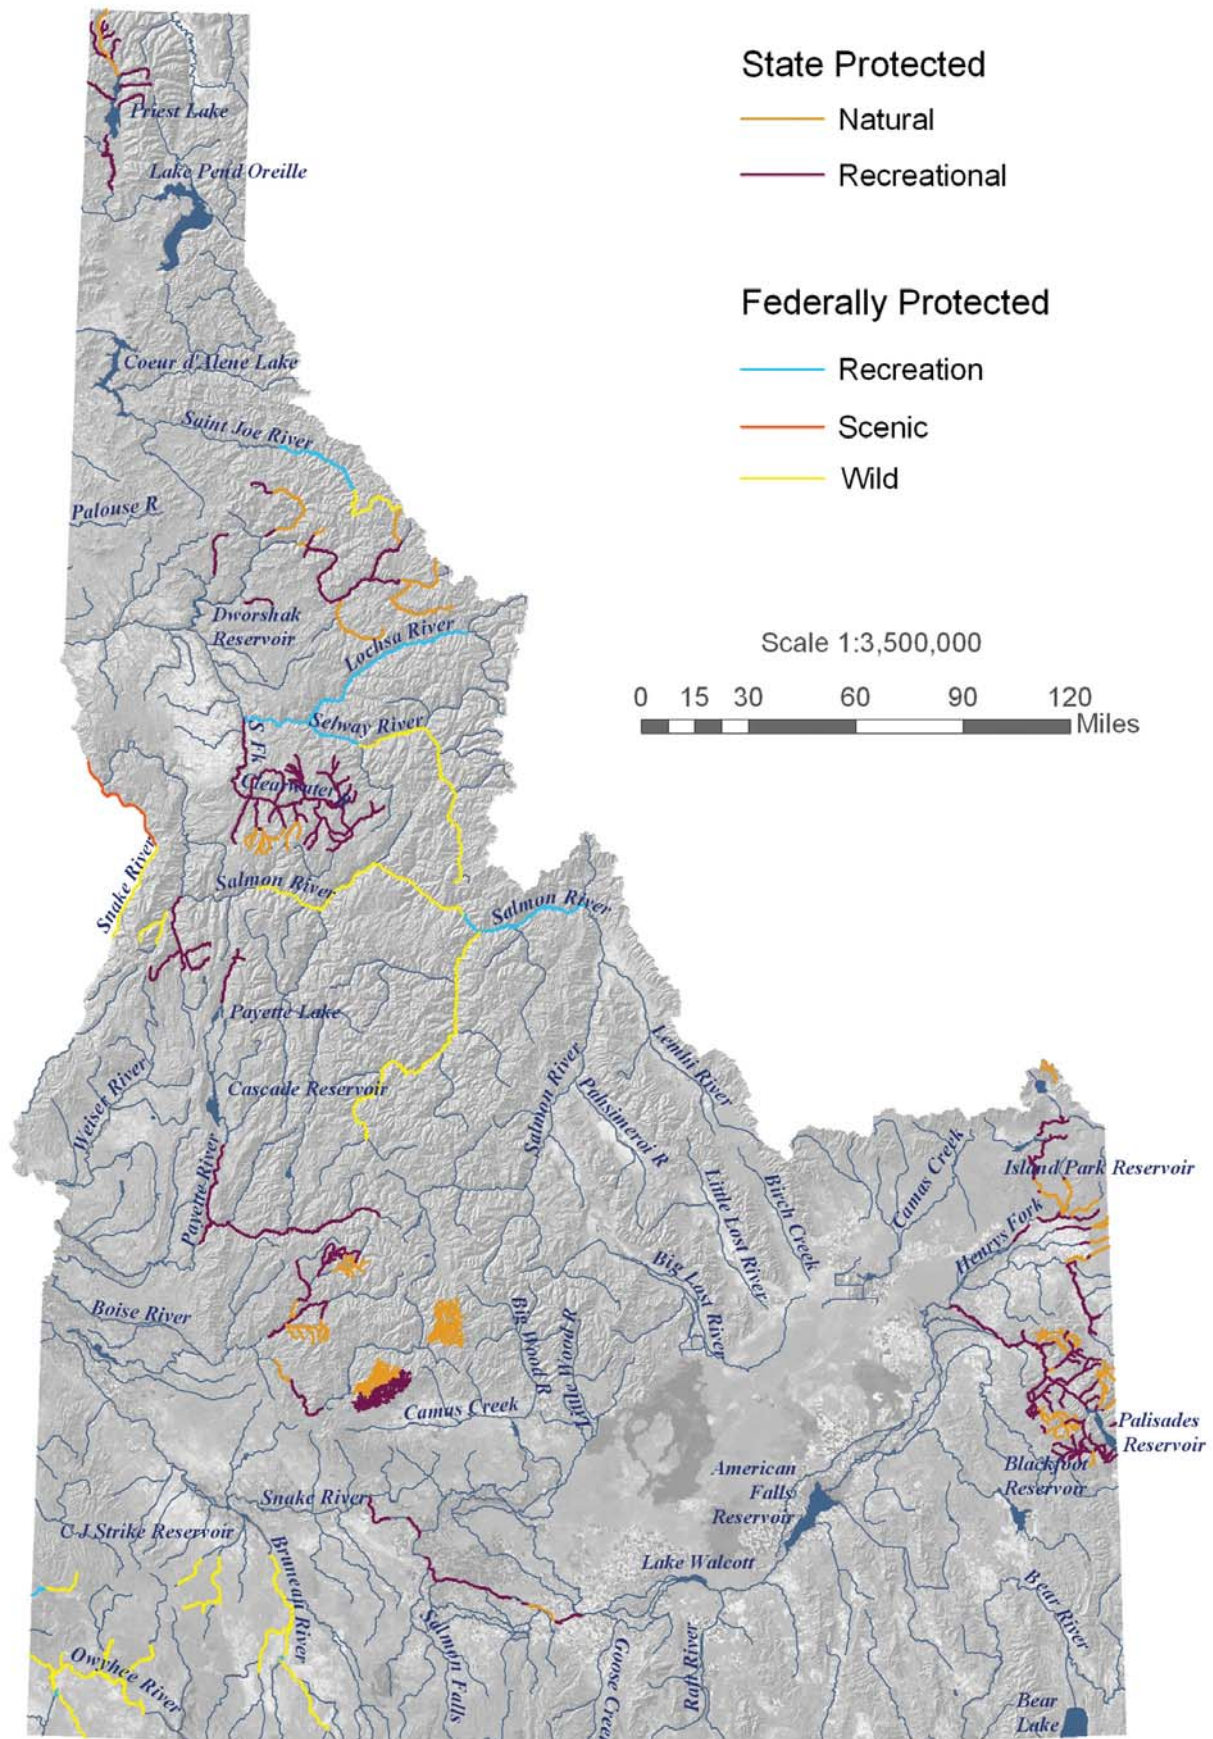 State Protected
Natural
Recreational
Federally Protected
Recreation
Scenic
Wild
Scale 1:3,500,000
0 15 30 60 90 120
Miles
Priest Lake
Lake Pend Oreille
Coeur d'Alene Lake
Saint Joe River
Palouse R
Dworshak
Reservoir
Lochsa River
Selway River
S. Fk
Clearwater
Snake River
Salmon River
Salmon River
Payette Lake
Lemhi River
Weiser River
Cascade Reservoir
Salmon River
Pahsimeroi R
Payette River
Little Lost River
Birch Creek
Camas Creek
Island Park Reservoir
Henrys Fork
Big Lost River
Boise River
Big Wood R
Little Wood R
Camas Creek
Palisades
Reservoir
Blackfoot
Reservoir
American
Falls
Reservoir
Snake River
C J Strike Reservoir
Bruneau River
Lake Walcott
Bear River
Owyhee River
Salmon Falls
Goose Creek
Raft River
Bear
Lake